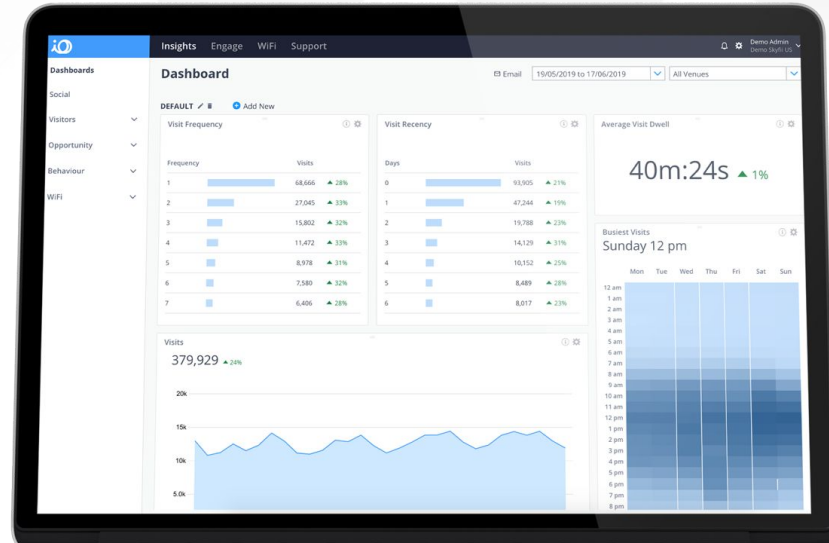 iO
Insights Engage WiFi Support
Demo Admin
Demo Skyfii US
Dashboards
Social
Visitors
Opportunity
Behaviour
WiFi
Dashboard
Email 19/05/2019 to 17/06/2019 All Venues
DEFAULT Add New
Visit Frequency
Frequency Visits
1 68,666 28%
2 27,045 33%
3 15,802 32%
4 11,472 33%
5 8,978 31%
6 7,580 32%
7 6,406 28%
Visit Recency
Days Visits
0 93,905 21%
1 47,244 19%
2 19,788 23%
3 14,129 31%
4 10,152 25%
5 8,489 28%
6 8,017 23%
Average Visit Dwell
40m:24s 1%
Busiest Visits
Sunday 12 pm
Mon Tue Wed Thu Fri Sat Sun
12 am
1 am
2 am
3 am
4 am
5 am
6 am
7 am
8 am
9 am
10 am
11 am
12 pm
1 pm
2 pm
3 pm
4 pm
5 pm
6 pm
7 pm
8 pm
Visits
379,929 24%
20k
15k
10k
5.0k